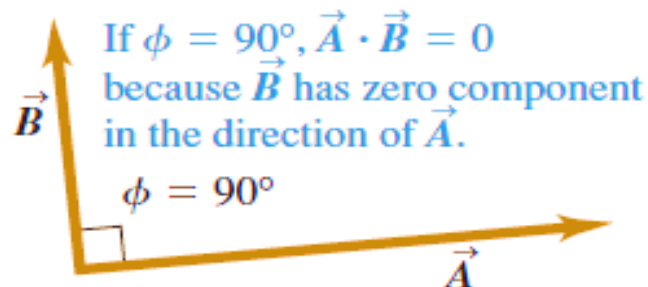 If ϕ = 90°, A⃗ · B⃗ = 0
because B⃗ has zero component
in the direction of A⃗.
B⃗
ϕ = 90°
A⃗